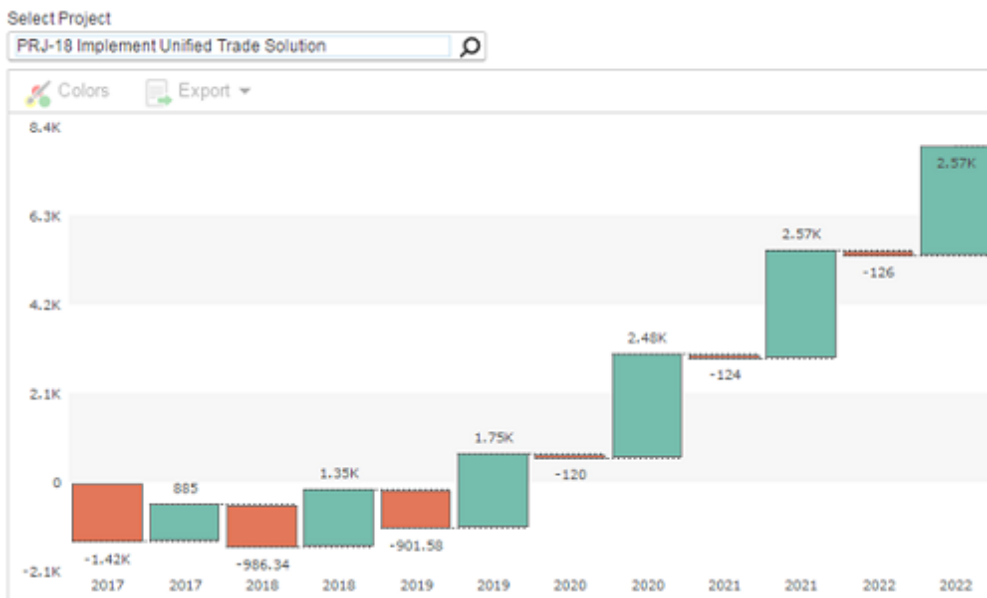 Select Project
PRJ-18 Implement Unified Trade Solution
Colors Export
8.4K
2.57K
6.3K
2.57K
-126
4.2K
2.48K
-124
2.1K
1.75K
-120
1.35K
0
885
-901.58
-1.42K
-986.34
-2.1K
2017 2017 2018 2018 2019 2019 2020 2020 2021 2021 2022 2022